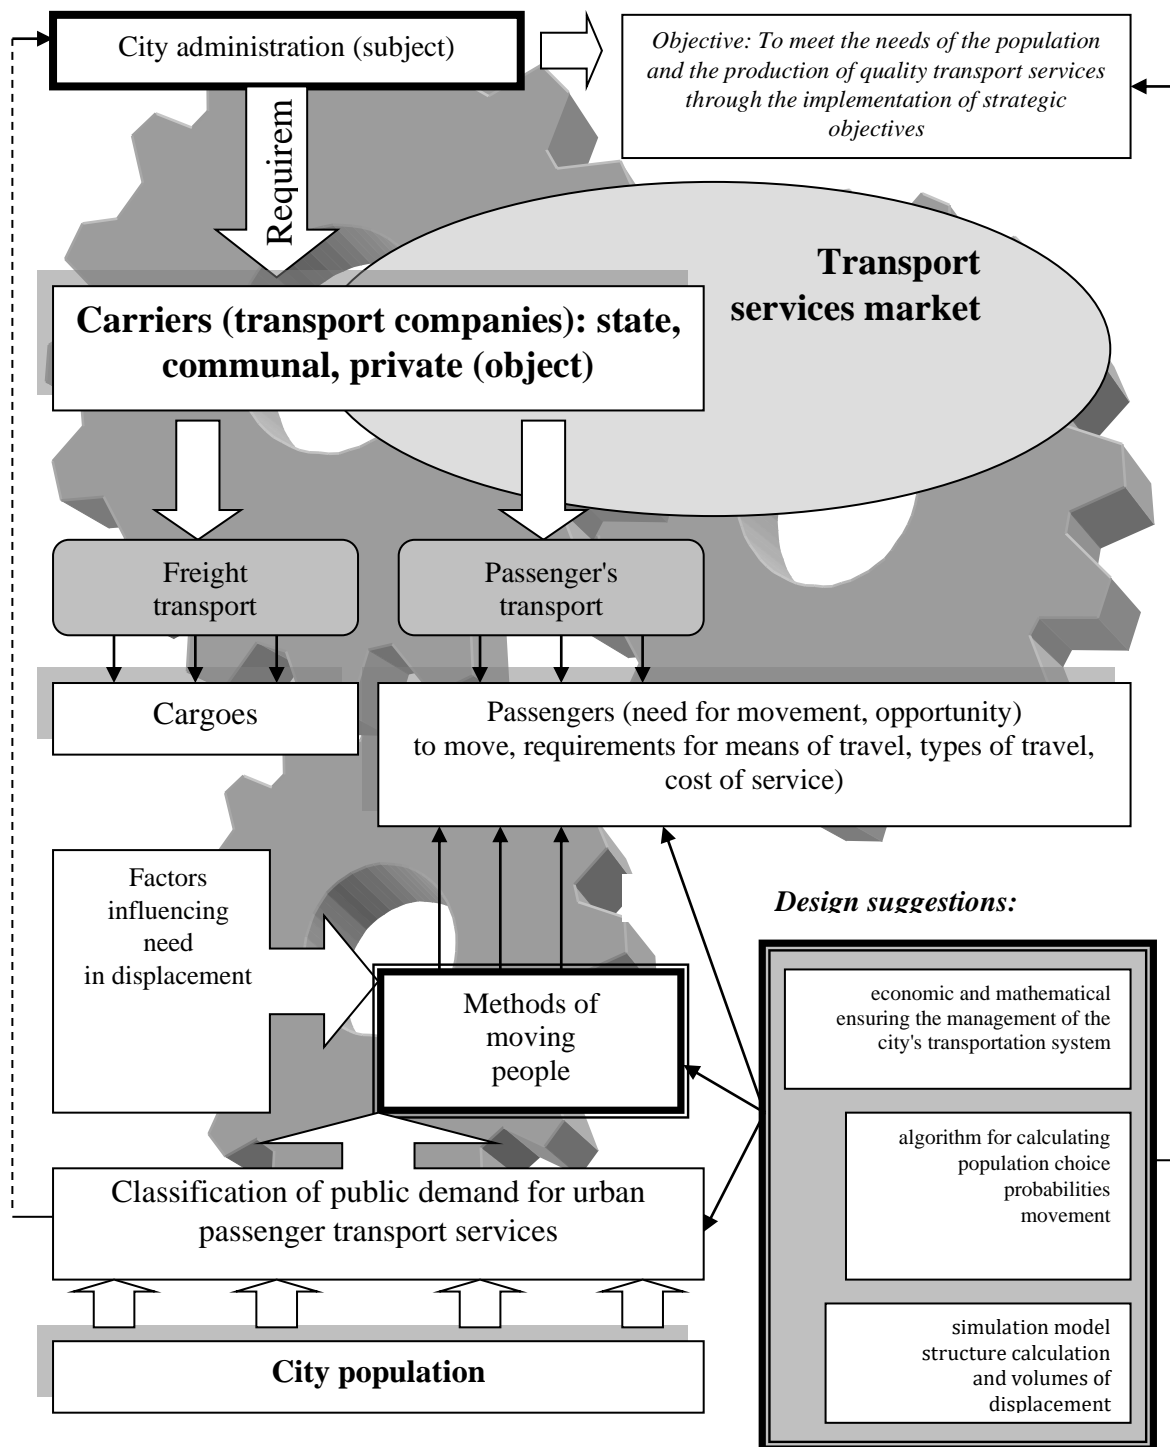 City administration (subject)
Objective: To meet the needs of the population
and the production of quality transport services
through the implementation of strategic
objectives
Requirem
Transport
services market
Carriers (transport companies): state,
communal, private (object)
Freight
transport
Passenger's
transport
Cargoes
Passengers (need for movement, opportunity)
to move, requirements for means of travel, types of travel,
cost of service)
Factors
influencing
need
in displacement
Methods of
moving
people
Design suggestions:
economic and mathematical
ensuring the management of the
city's transportation system
algorithm for calculating
population choice
probabilities
movement
simulation model
structure calculation
and volumes of
displacement
Classification of public demand for urban
passenger transport services
City population